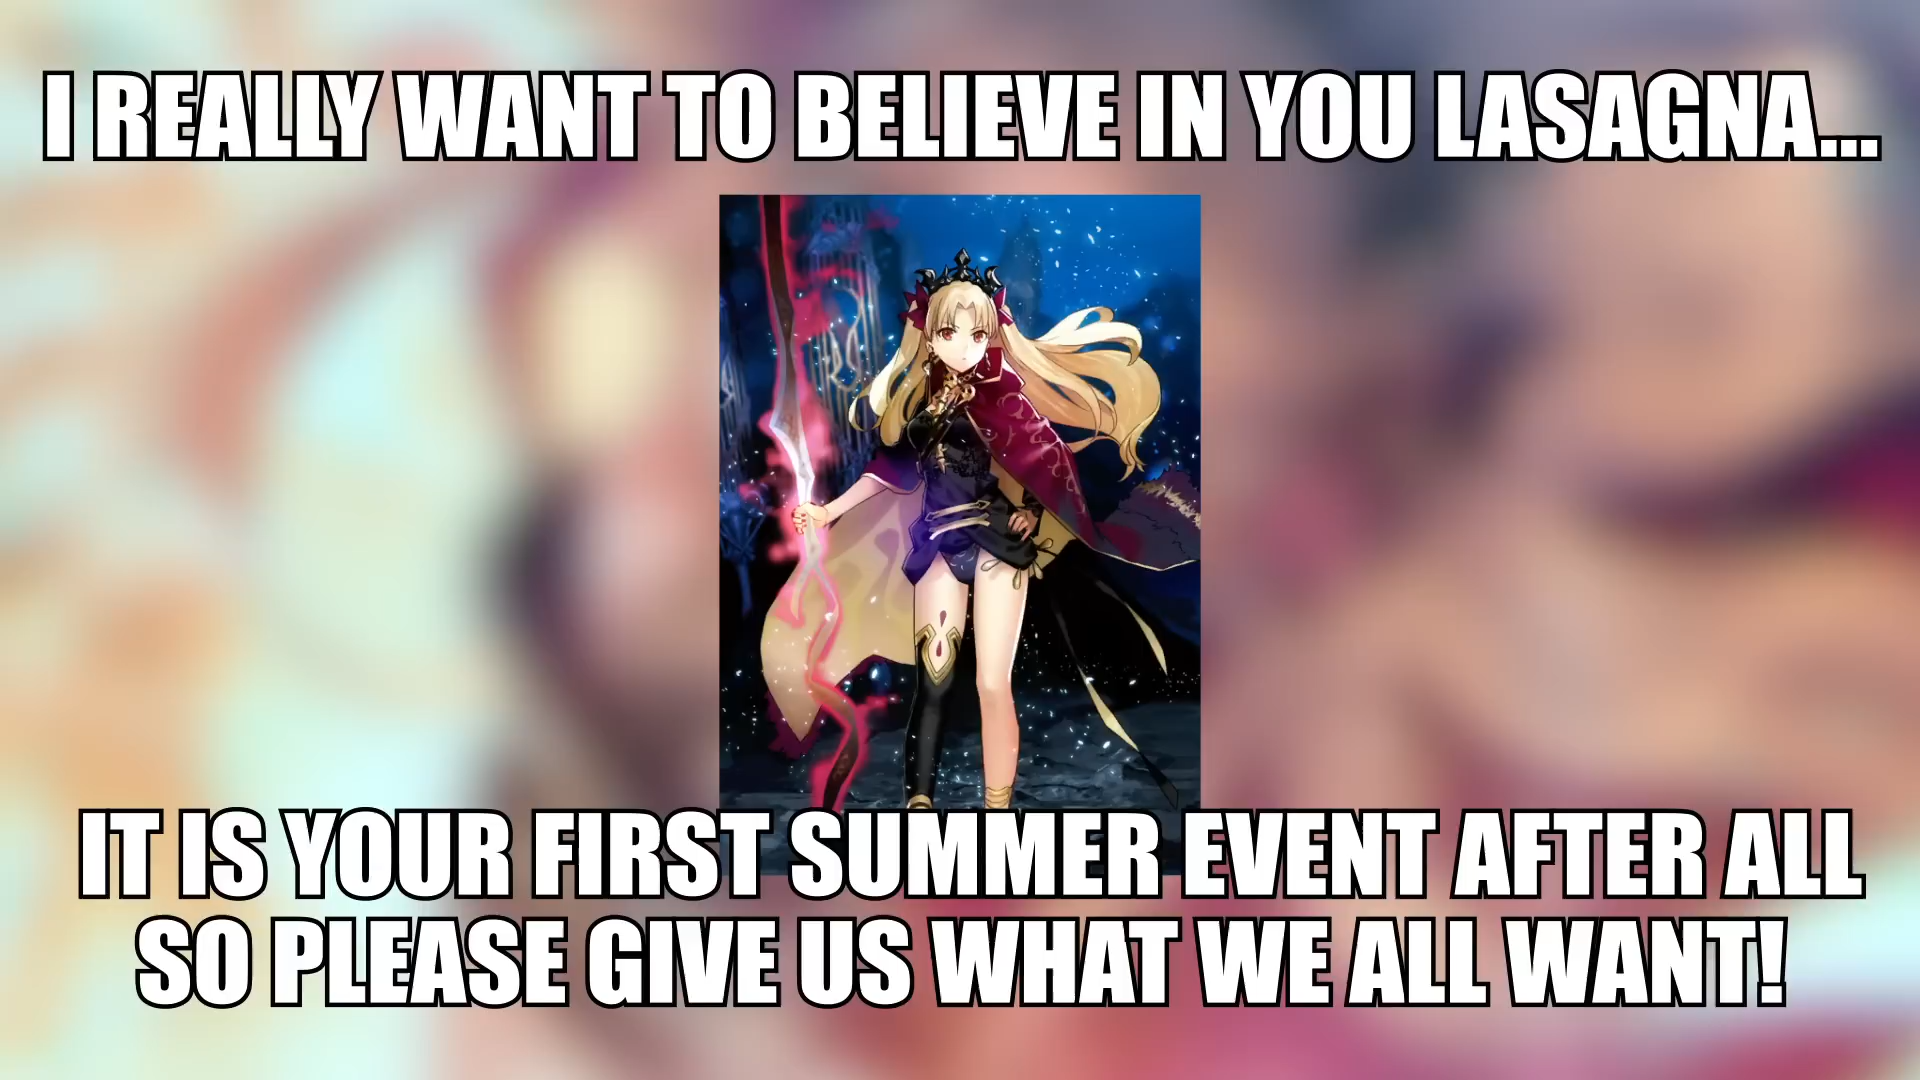 I REALLY WANT TO BELIEVE IN YOU LASAGNA...
IT IS YOUR FIRST SUMMER EVENT AFTER ALL
SO PLEASE GIVE US WHAT WE ALL WANT!